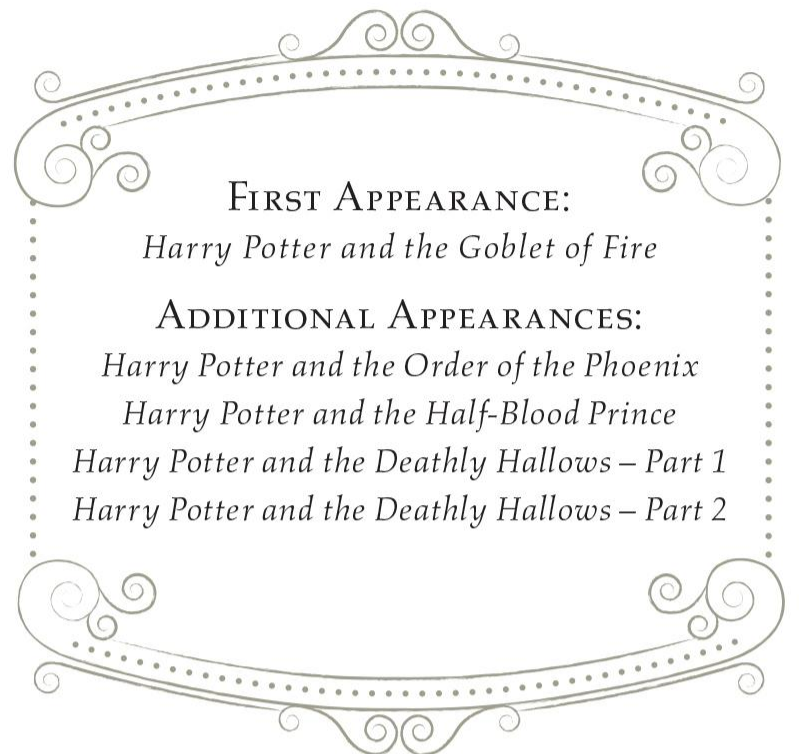 First Appearance:
Harry Potter and the Goblet of Fire
Additional Appearances:
Harry Potter and the Order of the Phoenix
Harry Potter and the Half-Blood Prince
Harry Potter and the Deathly Hallows – Part 1
Harry Potter and the Deathly Hallows – Part 2